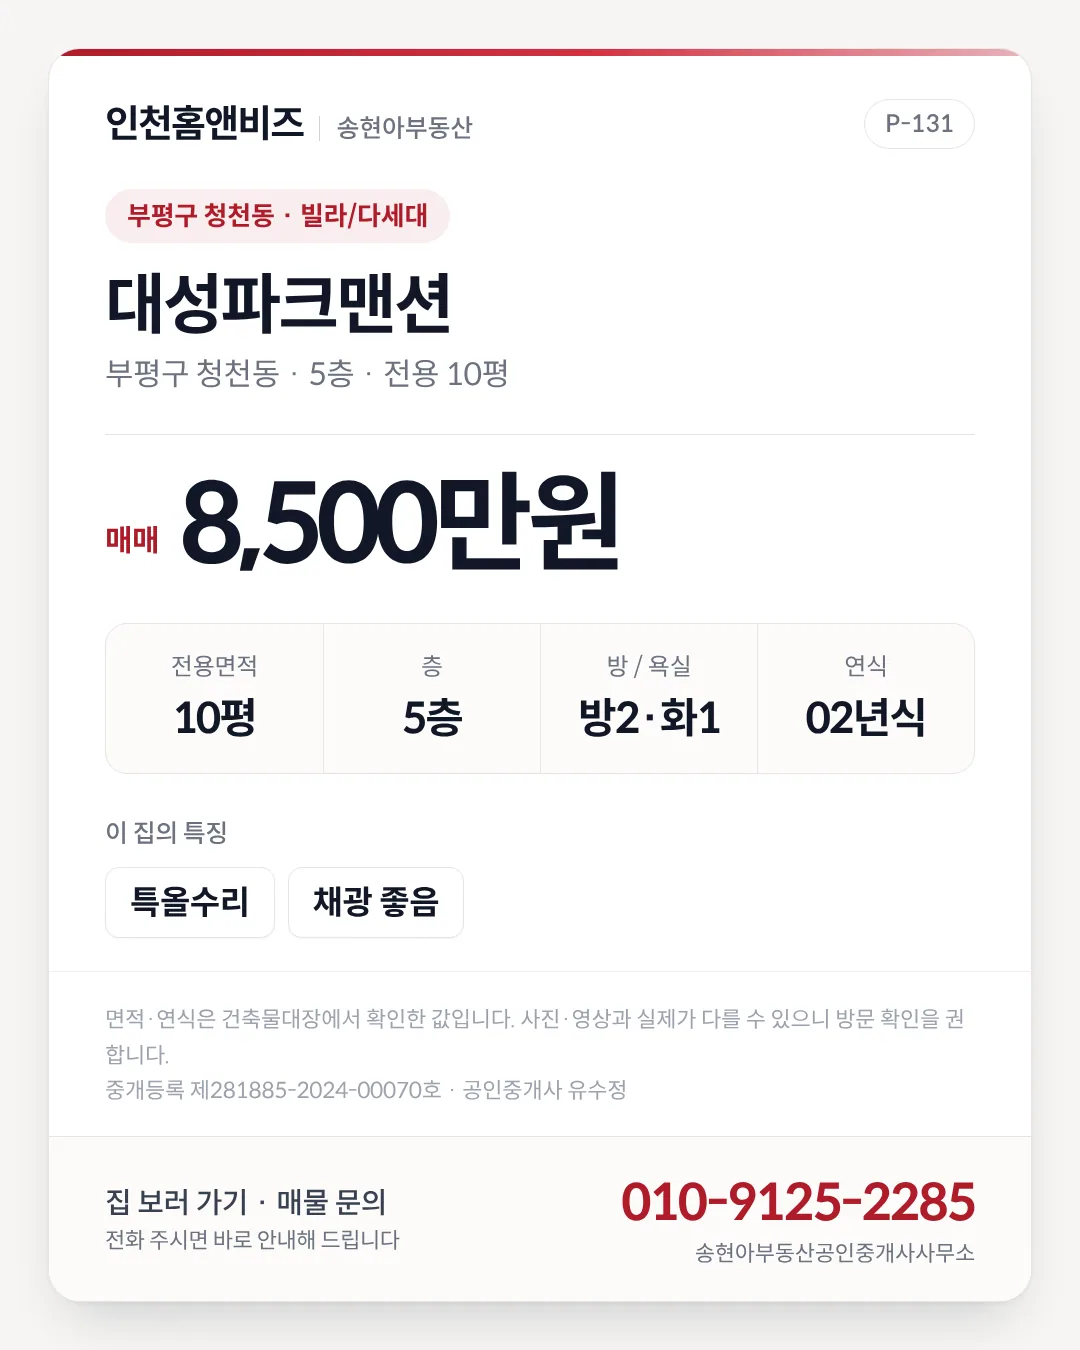 인천홈앤비즈 | 송현아부동산
P-131
부평구 청천동 · 빌라/다세대
대성파크맨션
부평구 청천동 · 5층 · 전용 10평
매매 8,500만원
전용면적 층 방 / 욕실 연식
10평 5층 방2·화1 02년식
이 집의 특징
특올수리 채광 좋음
면적·연식은 건축물대장에서 확인한 값입니다. 사진·영상과 실제가 다를 수 있으니 방문 확인을 권
합니다.
중개등록 제281885-2024-00070호 · 공인중개사 유수정
집 보러 가기 · 매물 문의
전화 주시면 바로 안내해 드립니다
010-9125-2285
송현아부동산공인중개사사무소